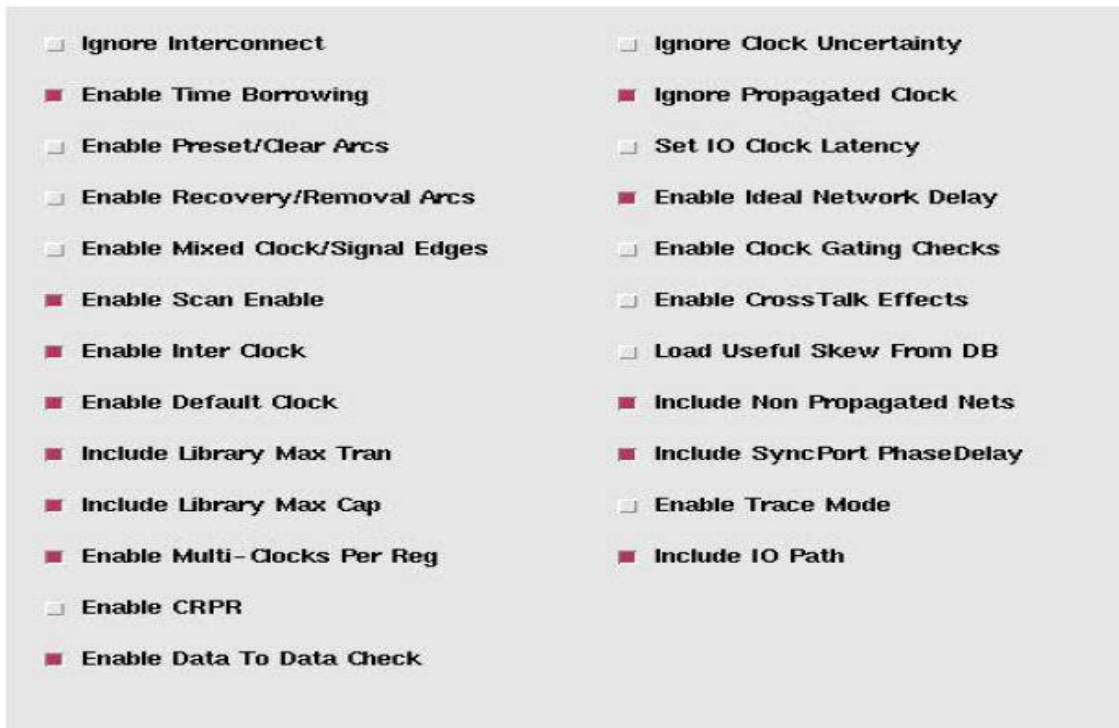 Ignore Interconnect
Enable Time Borrowing
Enable Preset/Clear Arcs
Enable Recovery/Removal Arcs
Enable Mixed Clock/Signal Edges
Enable Scan Enable
Enable Inter Clock
Enable Default Clock
Include Library Max Tran
Include Library Max Cap
Enable Multi-Clocks Per Reg
Enable CRPR
Enable Data To Data Check
Ignore Clock Uncertainty
Ignore Propagated Clock
Set IO Clock Latency
Enable Ideal Network Delay
Enable Clock Gating Checks
Enable CrossTalk Effects
Load Useful Skew From DB
Include Non Propagated Nets
Include SyncPort PhaseDelay
Enable Trace Mode
Include IO Path